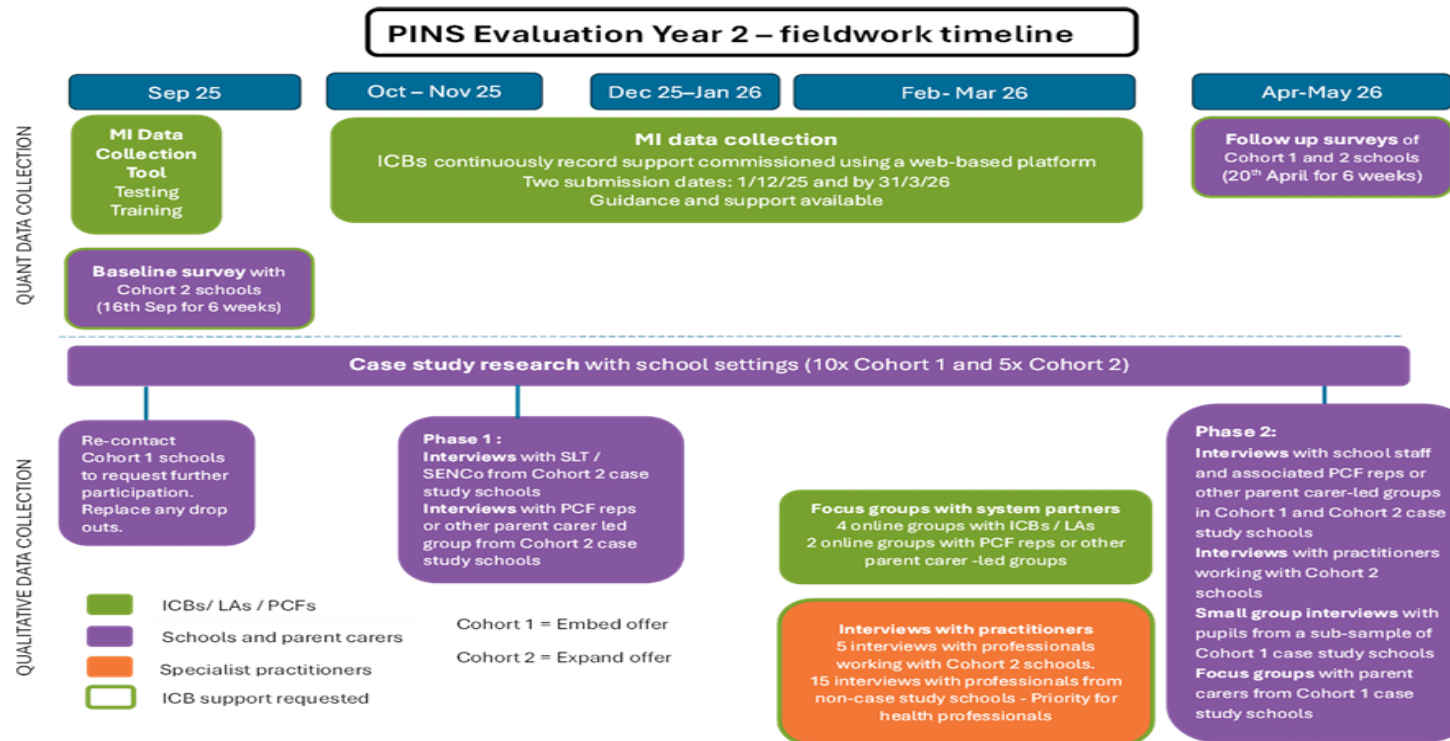 PINS Evaluation Year 2 – fieldwork timeline
Sep 25
Oct – Nov 25
Dec 25–Jan 26
Feb- Mar 26
Apr-May 26
QUANT DATA COLLECTION
MI Data
Collection
Tool
Testing
Training
MI data collection
ICBs continuously record support commissioned using a web-based platform
Two submission dates: 1/12/25 and by 31/3/26
Guidance and support available
Follow up surveys of
Cohort 1 and 2 schools
(20th April for 6 weeks)
Baseline survey with
Cohort 2 schools
(16th Sep for 6 weeks)
QUALITATIVE DATA COLLECTION
Case study research with school settings (10x Cohort 1 and 5x Cohort 2)
Re-contact
Cohort 1 schools
to request further
participation.
Replace any drop
outs.
Phase 1 :
Interviews with SLT /
SENCo from Cohort 2 case
study schools
Interviews with PCF reps
or other parent carer led
group from Cohort 2 case
study schools
Focus groups with system partners
4 online groups with ICBs / LAs
2 online groups with PCF reps or other
parent carer -led groups
Interviews with practitioners
5 interviews with professionals
working with Cohort 2 schools.
15 interviews with professionals from
non-case study schools - Priority for
health professionals
Phase 2:
Interviews with school staff
and associated PCF reps or
other parent carer-led groups
in Cohort 1 and Cohort 2 case
study schools
Interviews with practitioners
working with Cohort 2
schools
Small group interviews with
pupils from a sub-sample of
Cohort 1 case study schools
Focus groups with parent
carers from Cohort 1 case
study schools
ICBs/ LAs / PCFs
Schools and parent carers
Specialist practitioners
ICB support requested
Cohort 1 = Embed offer
Cohort 2 = Expand offer